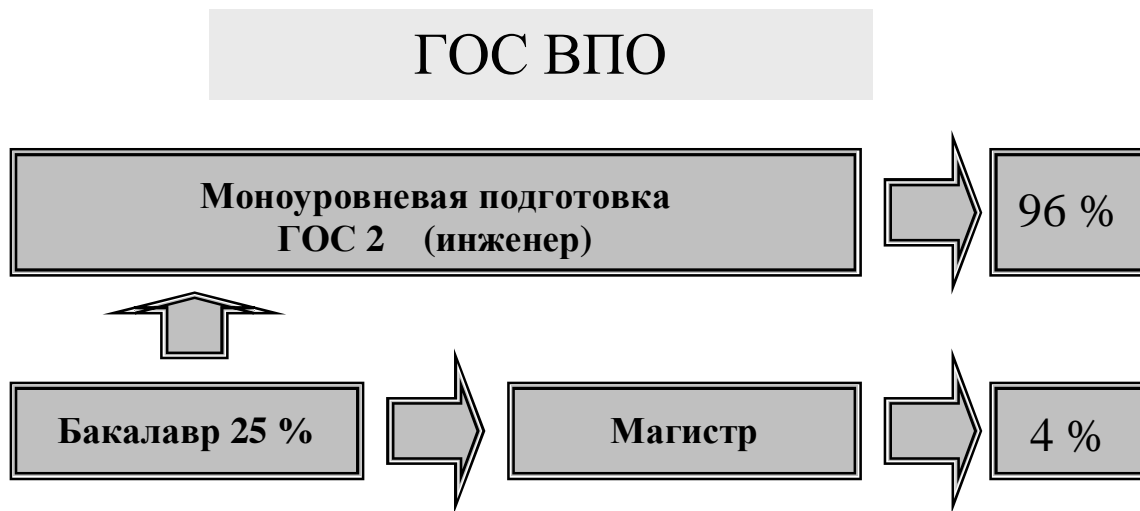 ГОС ВПО
Моноуровневая подготовка
ГОС 2 (инженер)
96 %
Бакалавр 25 %
Магистр
4 %